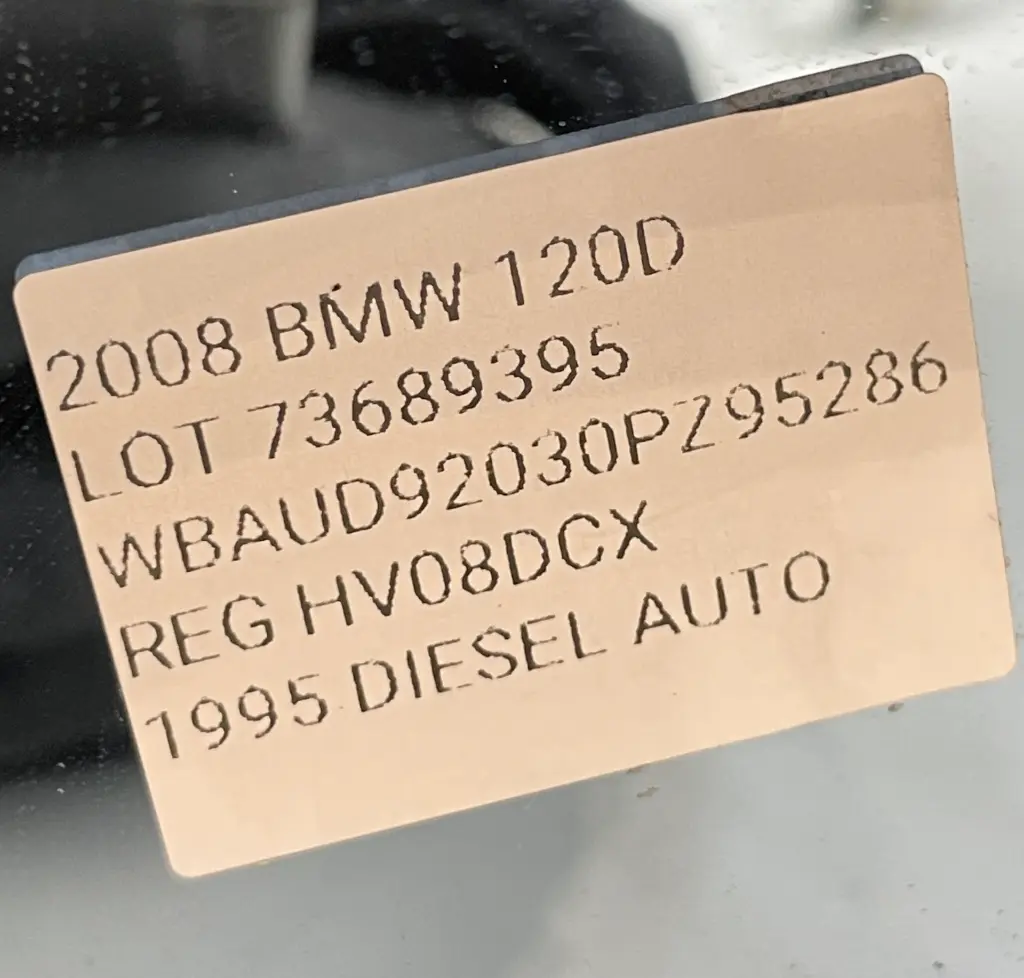 2008 BMW 120D
LOT 73689395
WBAUD92030PZ95286
REG HV08DCX
1995 DIESEL AUTO